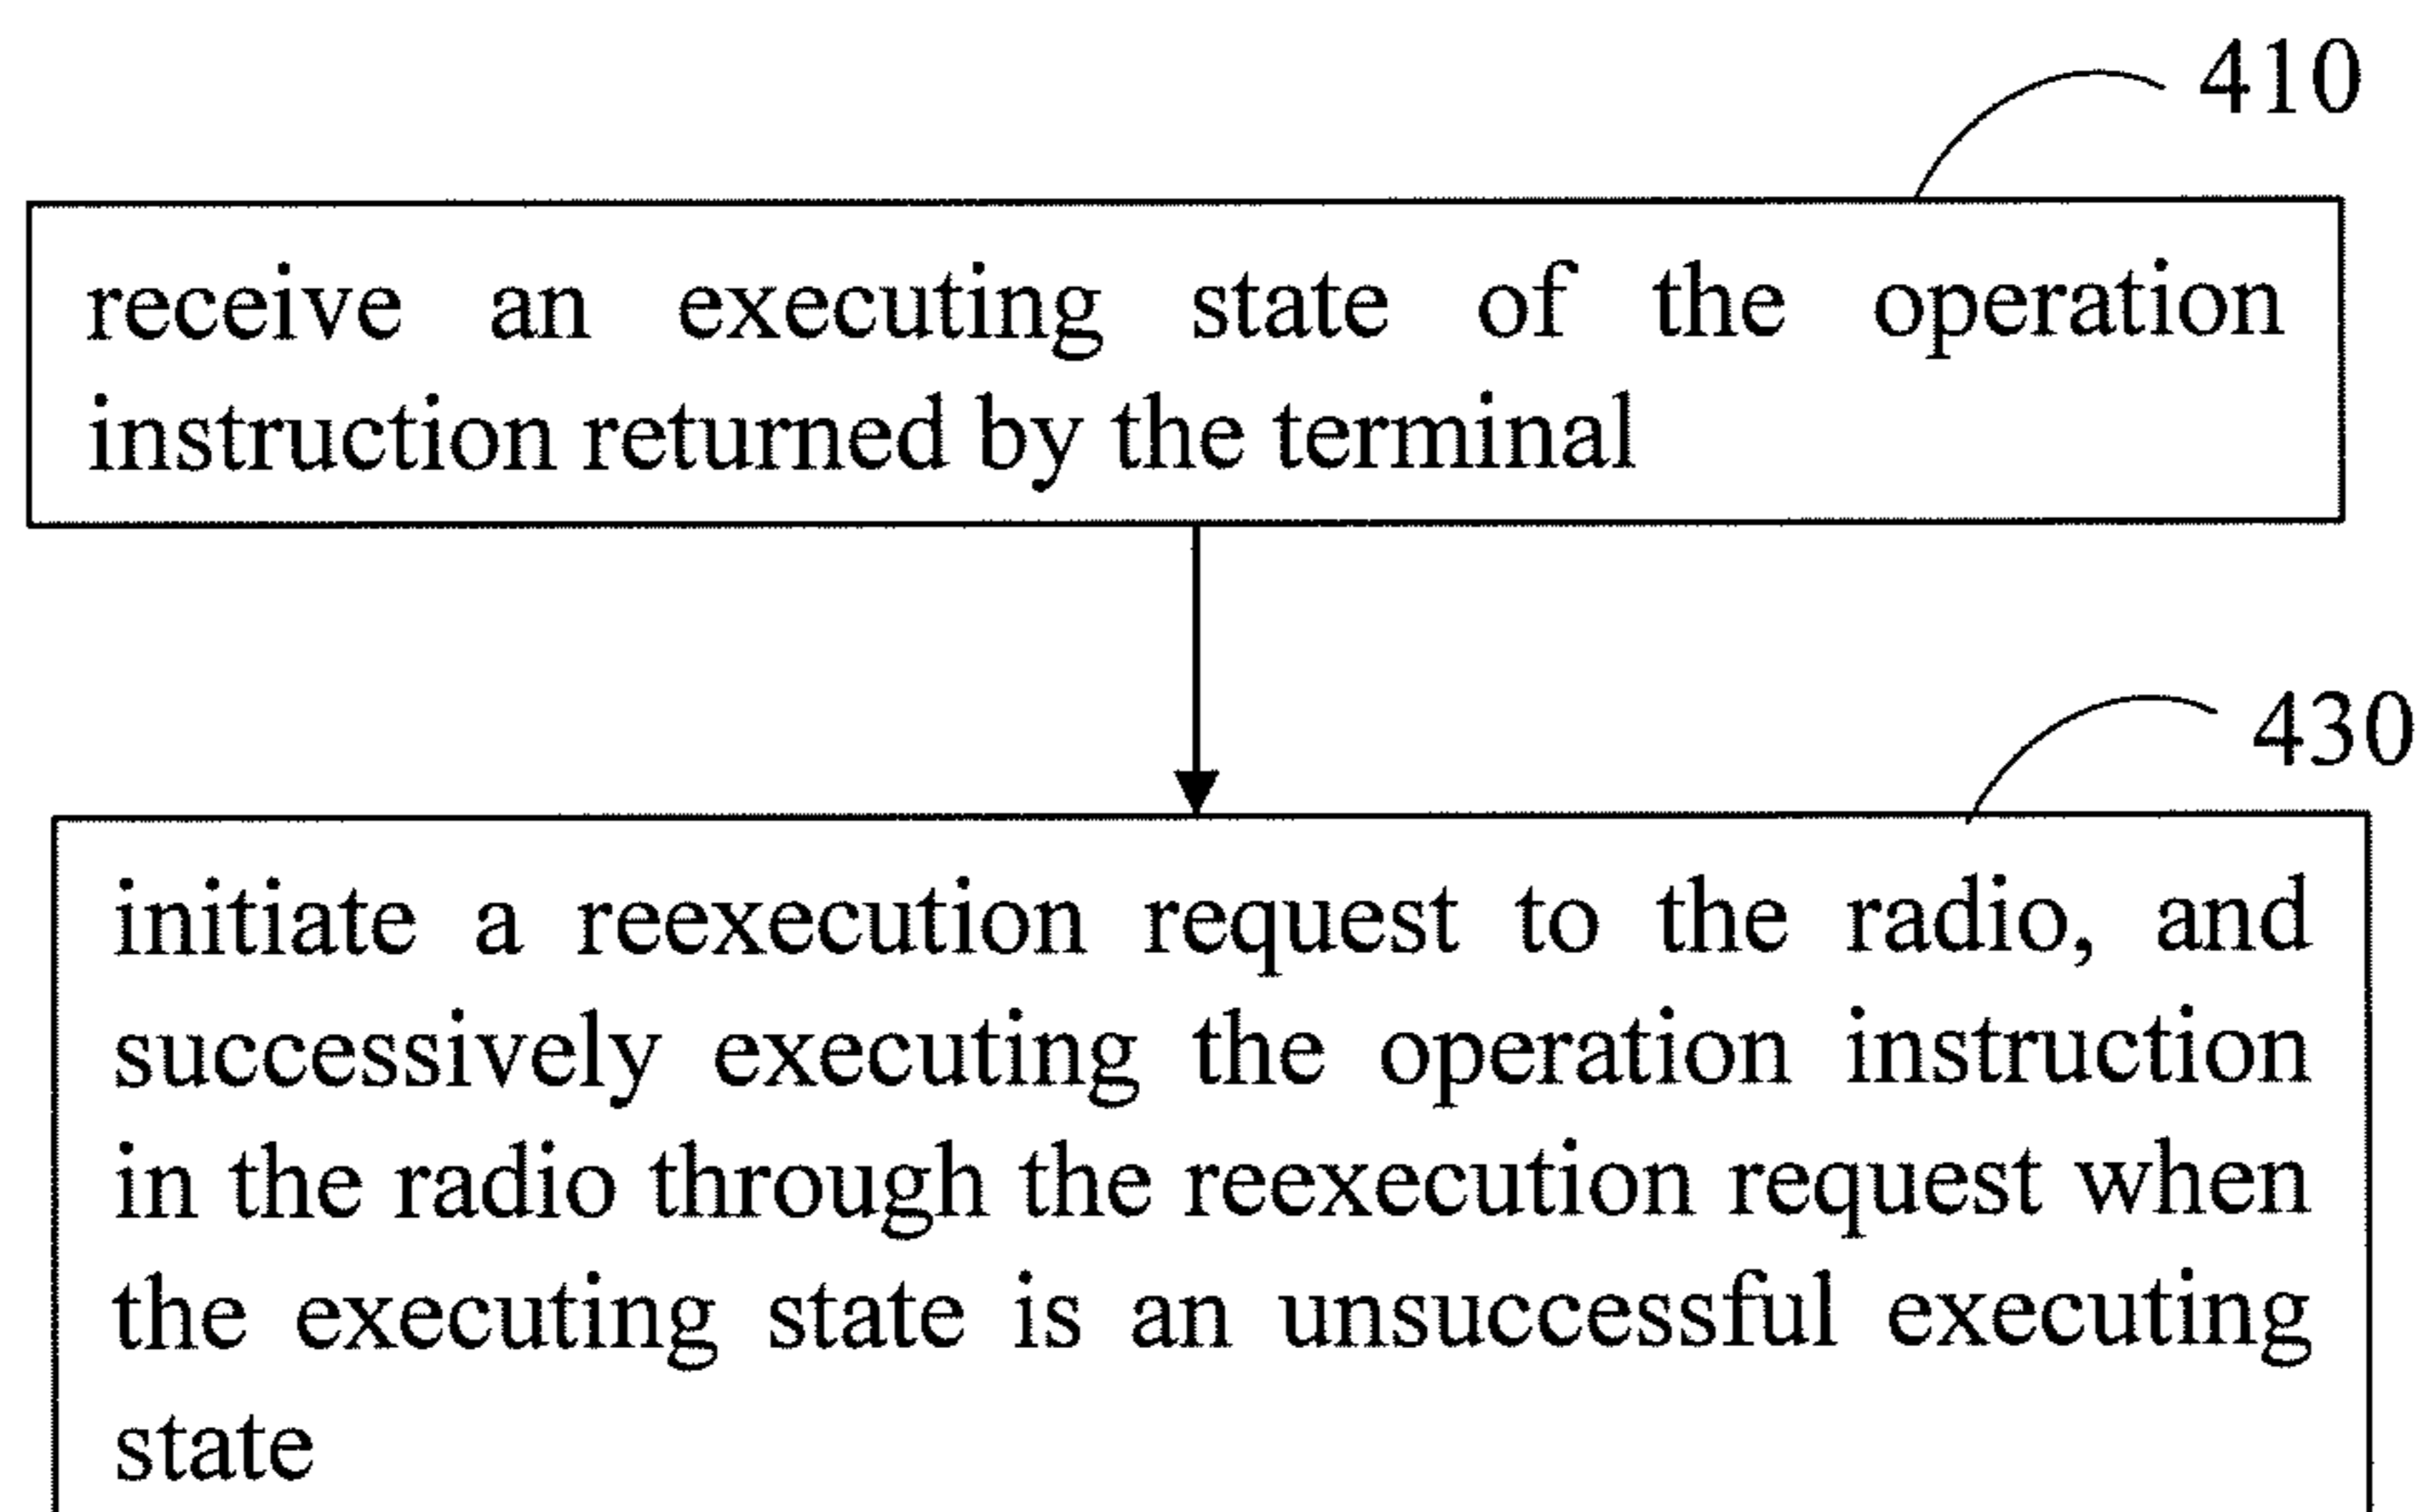 410
receive an executing state of the operation
instruction returned by the terminal
430
initiate a reexecution request to the radio, and
successively executing the operation instruction
in the radio through the reexecution request when
the executing state is an unsuccessful executing
state